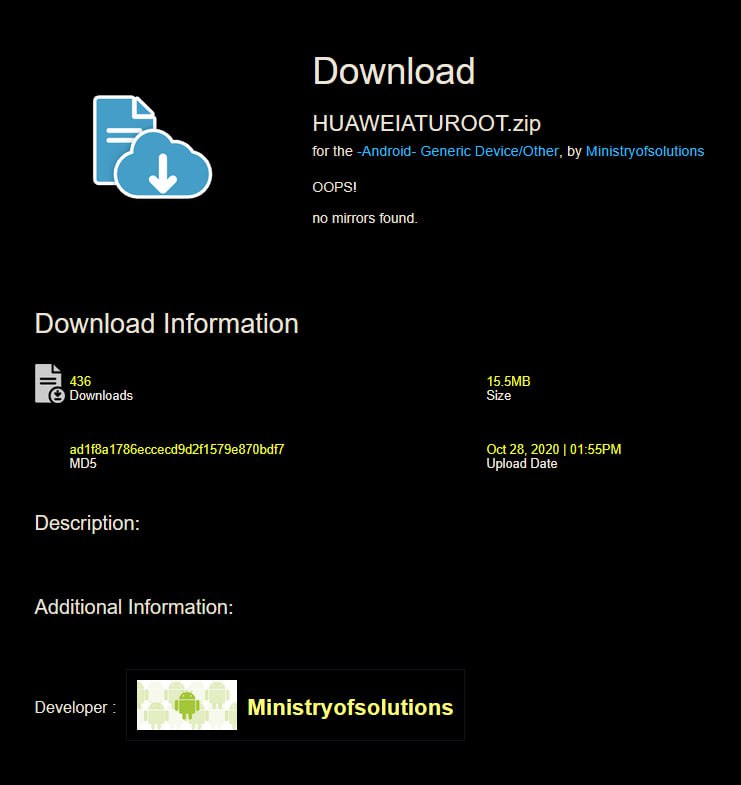 Download
HUAWEIATUROOT.zip
for the -Android- Generic Device/Other, by Ministryofsolutions
OOPS!
no mirrors found.
Download Information
436
Downloads
15.5MB
Size
ad1f8a1786eccecd9d2f1579e870bdf7
MD5
Oct 28, 2020 | 01:55PM
Upload Date
Description:
Additional Information:
Developer :
Ministryofsolutions